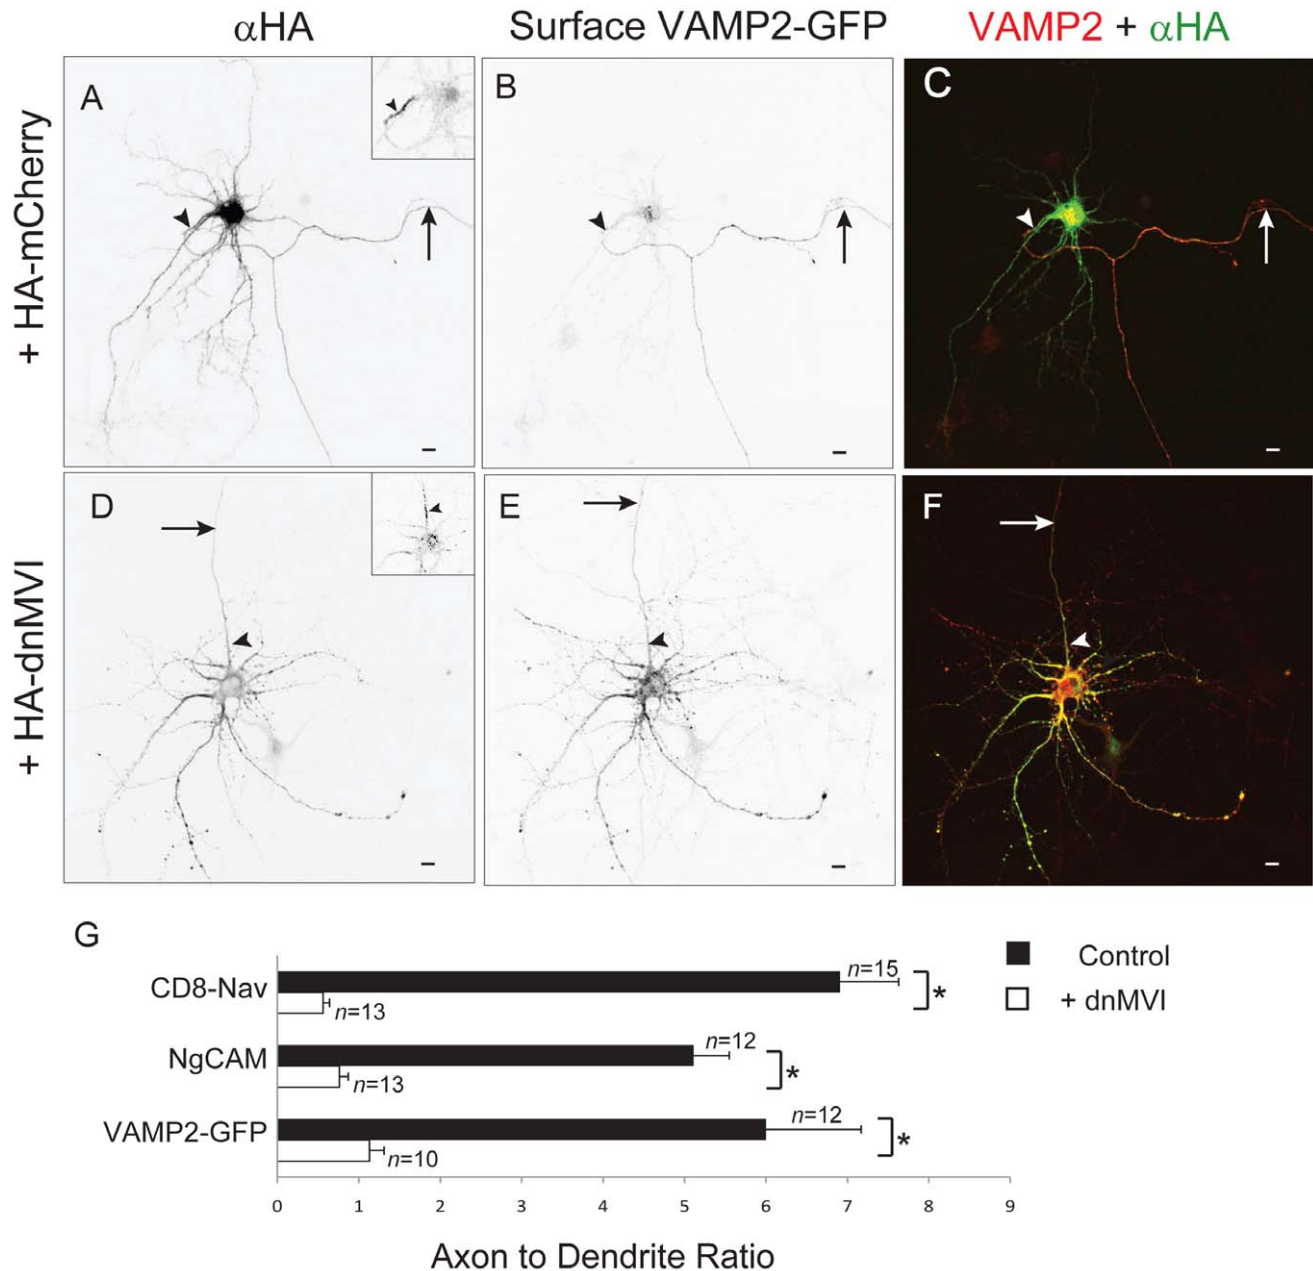 αHA
Surface VAMP2-GFP
VAMP2 + αHA
+ HA-mCherry
A
B
C
+ HA-dnMVI
D
E
F
G
CD8-Nav
n=15
*
n=13
NgCAM
n=12
*
n=13
VAMP2-GFP
n=12
*
n=10
Control
+ dnMVI
0 1 2 3 4 5 6 7 8 9
Axon to Dendrite Ratio